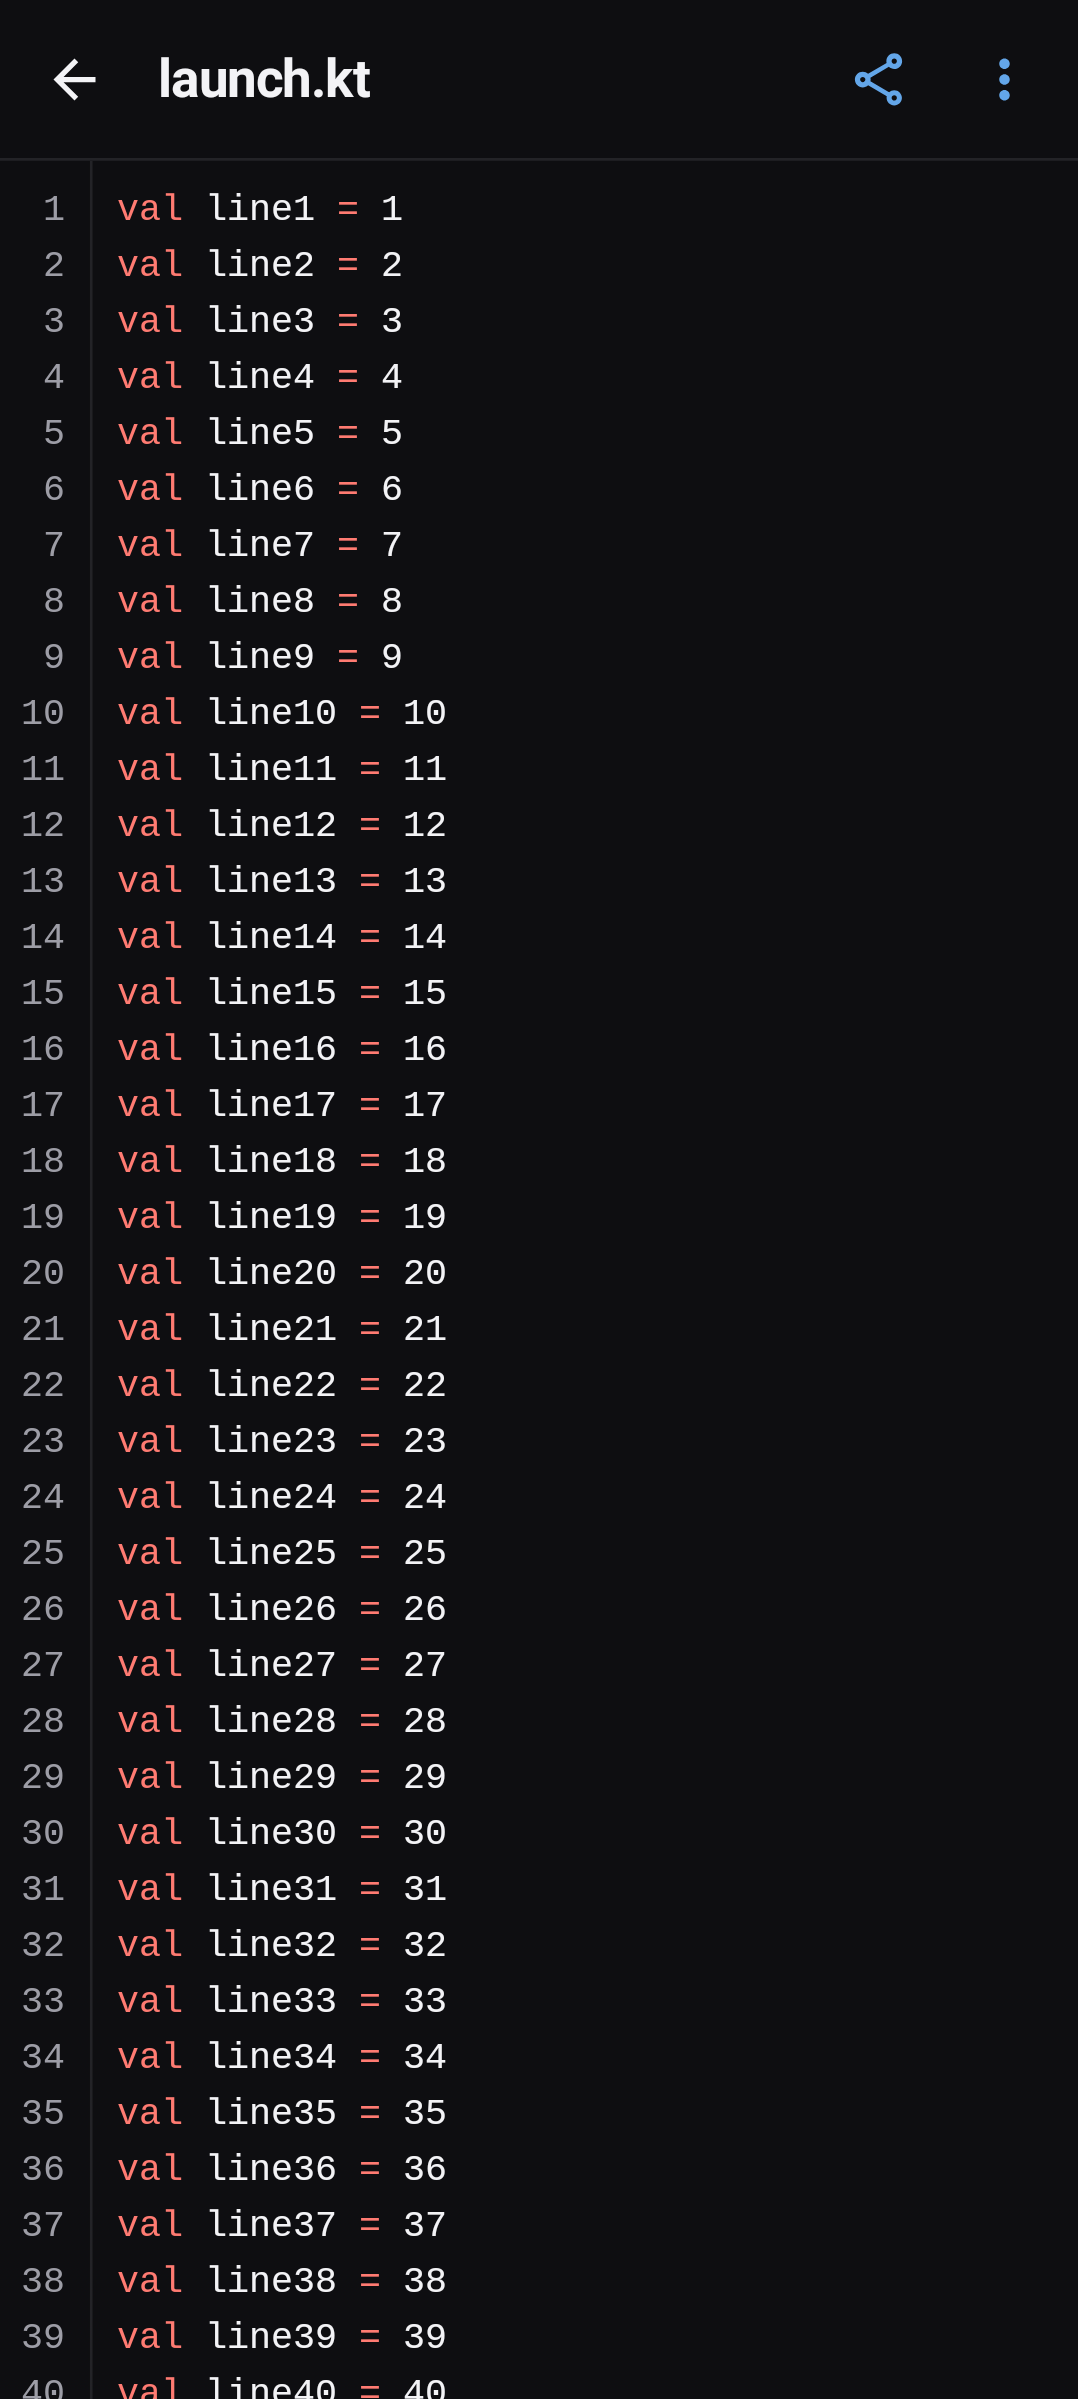 launch.kt
1 val line1 = 1
2 val line2 = 2
3 val line3 = 3
4 val line4 = 4
5 val line5 = 5
6 val line6 = 6
7 val line7 = 7
8 val line8 = 8
9 val line9 = 9
10 val line10 = 10
11 val line11 = 11
12 val line12 = 12
13 val line13 = 13
14 val line14 = 14
15 val line15 = 15
16 val line16 = 16
17 val line17 = 17
18 val line18 = 18
19 val line19 = 19
20 val line20 = 20
21 val line21 = 21
22 val line22 = 22
23 val line23 = 23
24 val line24 = 24
25 val line25 = 25
26 val line26 = 26
27 val line27 = 27
28 val line28 = 28
29 val line29 = 29
30 val line30 = 30
31 val line31 = 31
32 val line32 = 32
33 val line33 = 33
34 val line34 = 34
35 val line35 = 35
36 val line36 = 36
37 val line37 = 37
38 val line38 = 38
39 val line39 = 39
40 val line40 = 40